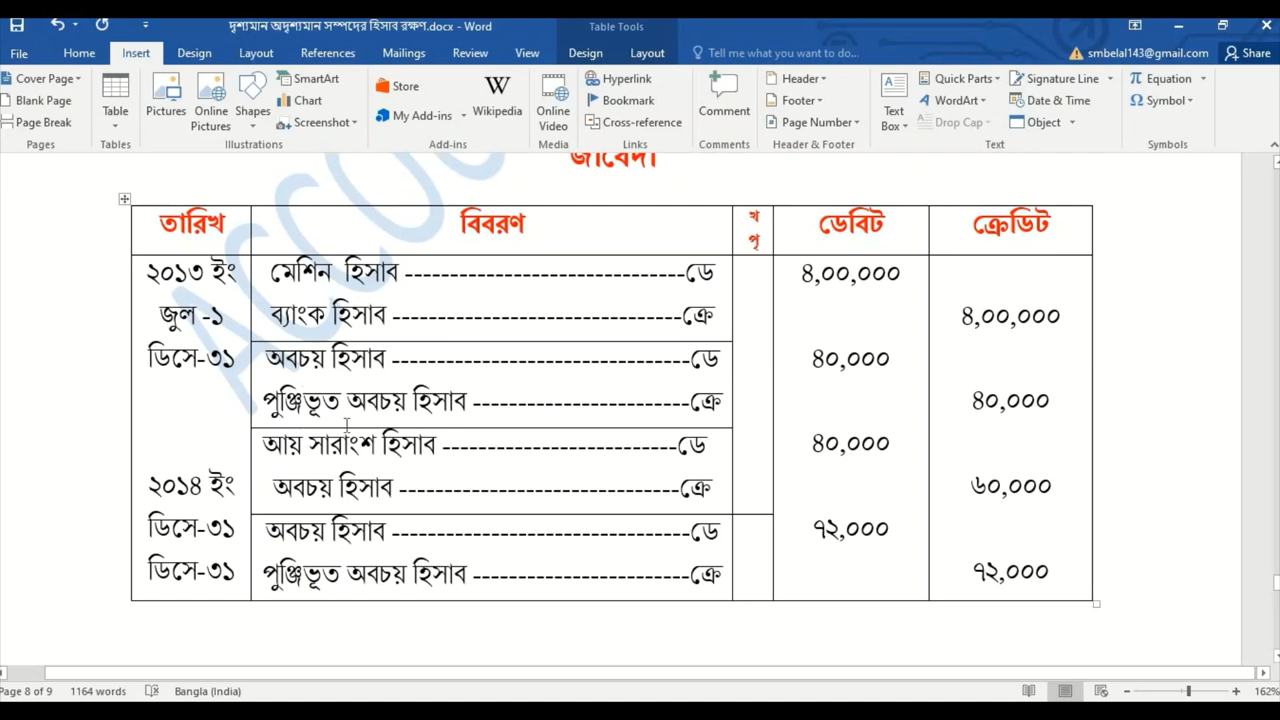 দৃশ্যমান অদৃশ্যমান সম্পদের হিসাব রক্ষণ.docx - Word
Table Tools
File Home Insert Design Layout References Mailings Review View Design Layout Tell me what you want to do... smbelal143@gmail.com Share
Cover Page
Blank Page
Page Break
Pages
Table
Tables
Pictures
Online Pictures
Shapes
SmartArt
Chart
Screenshot
Illustrations
Store
My Add-ins
Wikipedia
Add-ins
Online Video
Media
Hyperlink
Bookmark
Cross-reference
Links
Comment
Comments
Header
Footer
Page Number
Header & Footer
Text Box
Quick Parts
WordArt
Drop Cap
Signature Line
Date & Time
Object
Text
Equation
Symbol
Symbols
জাবেদা
তারিখ বিবরণ খ পৃ ডেবিট ক্রেডিট
২০১৩ ইং মেশিন হিসাব -------------------------------ডে ৪,০০,০০০
জুল -১ ব্যাংক হিসাব --------------------------------ক্রে ৪,০০,০০০
ডিসে-৩১ অবচয় হিসাব ---------------------------------ডে ৪০,০০০
পুঞ্জিভূত অবচয় হিসাব ------------------------ক্রে ৪০,০০০
আয় সারাংশ হিসাব --------------------------ডে ৪০,০০০
২০১৪ ইং অবচয় হিসাব -------------------------------ক্রে ৬০,০০০
ডিসে-৩১ অবচয় হিসাব ---------------------------------ডে ৭২,০০০
ডিসে-৩১ পুঞ্জিভূত অবচয় হিসাব ------------------------ক্রে ৭২,০০০
Page 8 of 9 1164 words Bangla (India) 162%